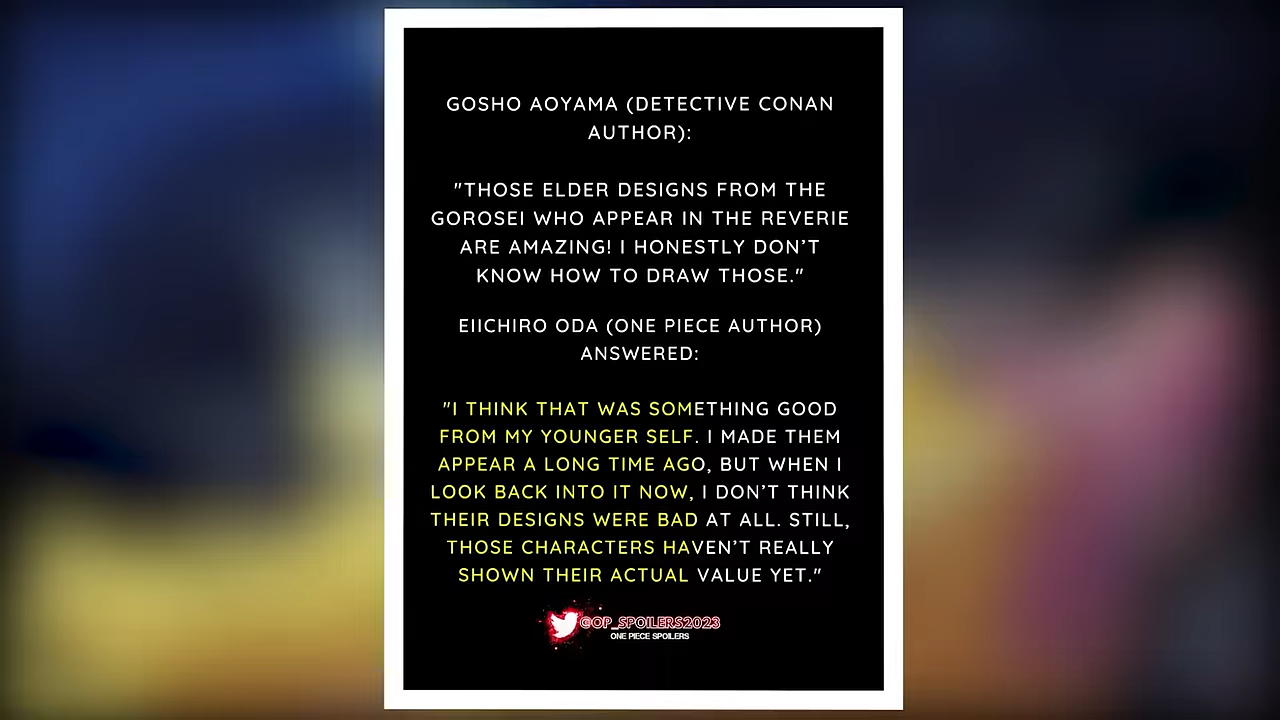 GOSHO AOYAMA (DETECTIVE CONAN
AUTHOR):
"THOSE ELDER DESIGNS FROM THE
GOROSEI WHO APPEAR IN THE REVERIE
ARE AMAZING! I HONESTLY DON'T
KNOW HOW TO DRAW THOSE."
EIICHIRO ODA (ONE PIECE AUTHOR)
ANSWERED:
"I THINK THAT WAS SOMETHING GOOD
FROM MY YOUNGER SELF. I MADE THEM
APPEAR A LONG TIME AGO, BUT WHEN I
LOOK BACK INTO IT NOW, I DON'T THINK
THEIR DESIGNS WERE BAD AT ALL. STILL,
THOSE CHARACTERS HAVEN'T REALLY
SHOWN THEIR ACTUAL VALUE YET."
@OP_SPOILERS2023
ONE PIECE SPOILERS